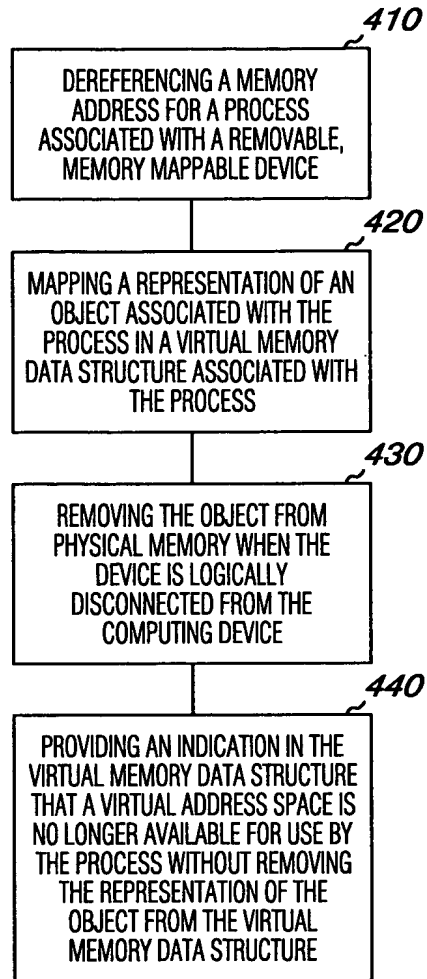 410
DEREFERENCING A MEMORY
ADDRESS FOR A PROCESS
ASSOCIATED WITH A REMOVABLE,
MEMORY MAPPABLE DEVICE
420
MAPPING A REPRESENTATION OF AN
OBJECT ASSOCIATED WITH THE
PROCESS IN A VIRTUAL MEMORY
DATA STRUCTURE ASSOCIATED WITH
THE PROCESS
430
REMOVING THE OBJECT FROM
PHYSICAL MEMORY WHEN THE
DEVICE IS LOGICALLY
DISCONNECTED FROM THE
COMPUTING DEVICE
440
PROVIDING AN INDICATION IN THE
VIRTUAL MEMORY DATA STRUCTURE
THAT A VIRTUAL ADDRESS SPACE IS
NO LONGER AVAILABLE FOR USE BY
THE PROCESS WITHOUT REMOVING
THE REPRESENTATION OF THE
OBJECT FROM THE VIRTUAL
MEMORY DATA STRUCTURE